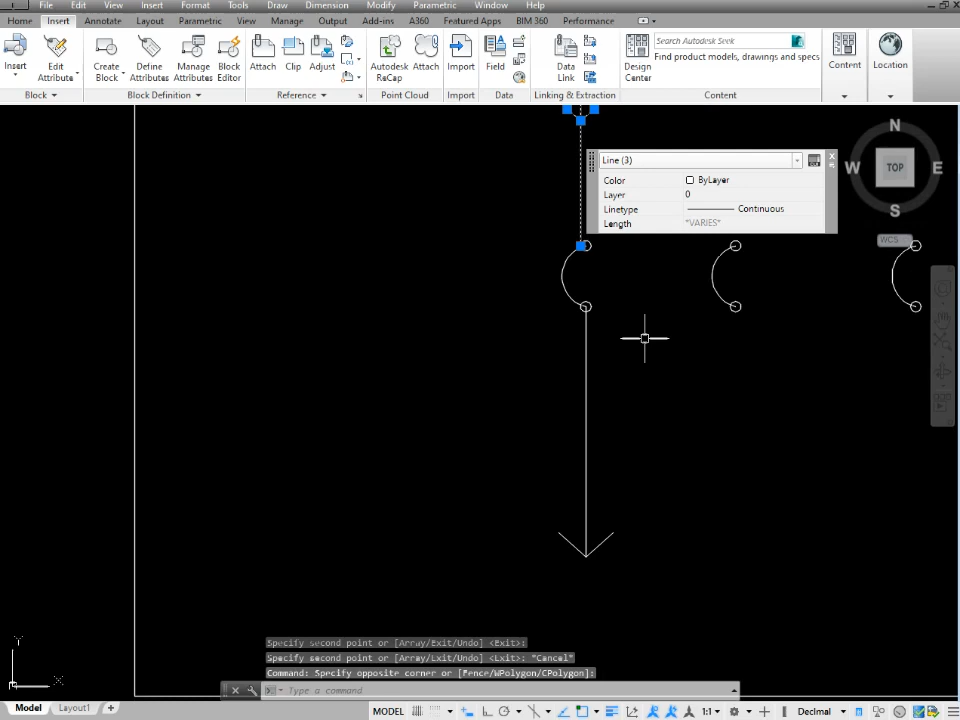 File Edit View Insert Format Tools Draw Dimension Modify Parametric Window Help
Home Insert Annotate Layout Parametric View Manage Output Add-ins A360 Featured Apps BIM 360 Performance
Insert Edit Attribute Create Block Define Attributes Manage Attributes Block Editor Attach Clip Adjust Autodesk ReCap Attach Import Field Data Link Design Center Search Autodesk Seek Content Location
Find product models, drawings and specs
Block Block Definition Reference Point Cloud Import Data Linking & Extraction Content
N
W TOP E
S
WCS
Line (3)
Color ByLayer
Layer 0
Linetype Continuous
Length *VARIES*
Specify second point or [Array/Exit/Undo] <Exit>:
Specify second point or [Array/Exit/Undo] <Exit>: *Cancel*
Command: Specify opposite corner or [Fence/WPolygon/CPolygon]:
Type a command
Y
X
Model Layout1 + MODEL 1:1 Decimal